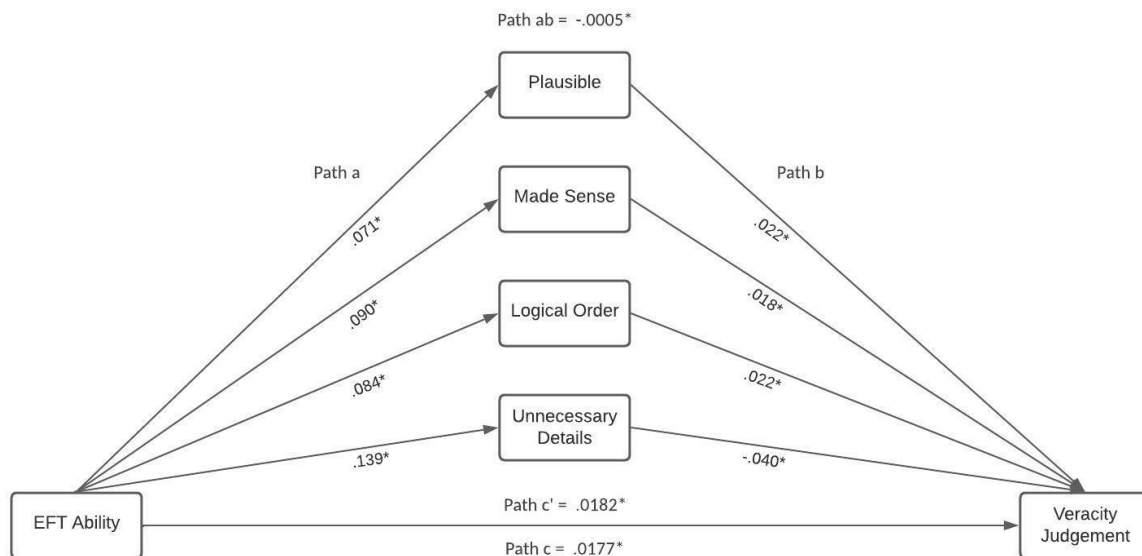 Path ab = -.0005*
Plausible
Path a
Path b
Made Sense
.071*
.022*
.090*
.018*
Logical Order
.084*
.022*
Unnecessary
Details
.139*
-.040*
Path c' = .0182*
EFT Ability
Veracity
Judgement
Path c = .0177*